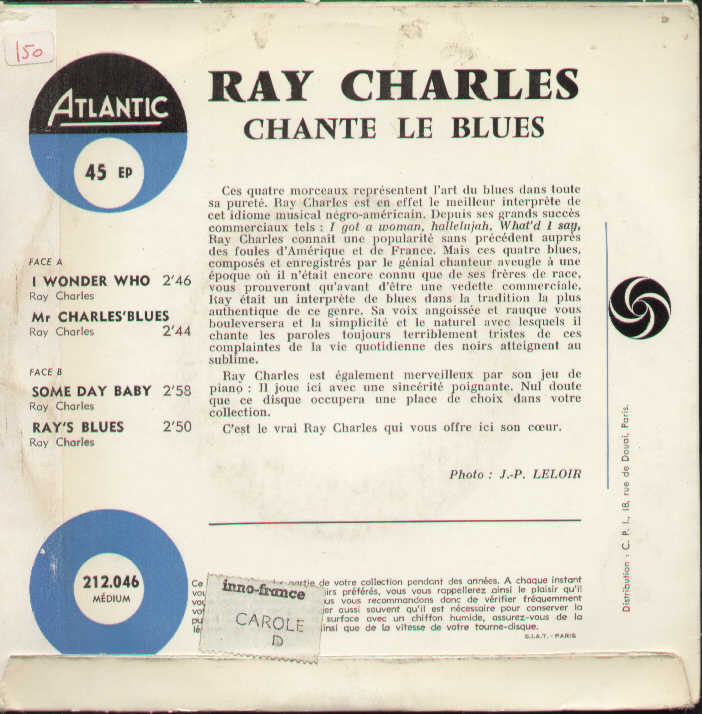 150
ATLANTIC
45 EP
RAY CHARLES
CHANTE LE BLUES
FACE A
I WONDER WHO 2'46
Ray Charles
Mr CHARLES'BLUES
Ray Charles 2'44
FACE B
SOME DAY BABY 2'58
Ray Charles
RAY'S BLUES 2'50
Ray Charles
Ces quatre morceaux représentent l'art du blues dans toute
sa pureté. Ray Charles est en effet le meilleur interprète de
cet idiome musical négro-américain. Depuis ses grands succès
commerciaux tels : I got a woman, hallelujah, What'd I say,
Ray Charles connait une popularité sans précédent auprès
des foules d'Amérique et de France. Mais ces quatre blues,
composés et enregistrés par le génial chanteur aveugle à une
époque où il n'était encore connu que de ses frères de race,
vous prouveront qu'avant d'être une vedette commerciale,
Ray était un interprète de blues dans la tradition la plus
authentique de ce genre. Sa voix angoissée et rauque vous
bouleversera et la simplicité et le naturel avec lesquels il
chante les paroles toujours terriblement tristes de ces
complaintes de la vie quotidienne des noirs atteignent au
sublime.
Ray Charles est également merveilleux par son jeu de
piano : Il joue ici avec une sincérité poignante. Nul doute
que ce disque occupera une place de choix dans votre
collection.
C'est le vrai Ray Charles qui vous offre ici son cœur.
Photo : J.-P. LELOIR
Distribution : C. P. I., 18, rue de Douai, Paris.
212.046
MÉDIUM
Ce partie de votre collection pendant des années. A chaque instant
préférés, vous vous rappellerez ainsi le plaisir qu'il
vous recommandons donc de vérifier fréquemment
aussi souvent qu'il est nécessaire pour conserver la
surface avec un chiffon humide, assurez-vous de la
ainsi que de la vitesse de votre tourne-disque.
S.I.A.T. - PARIS
inno-france
CAROLE
D